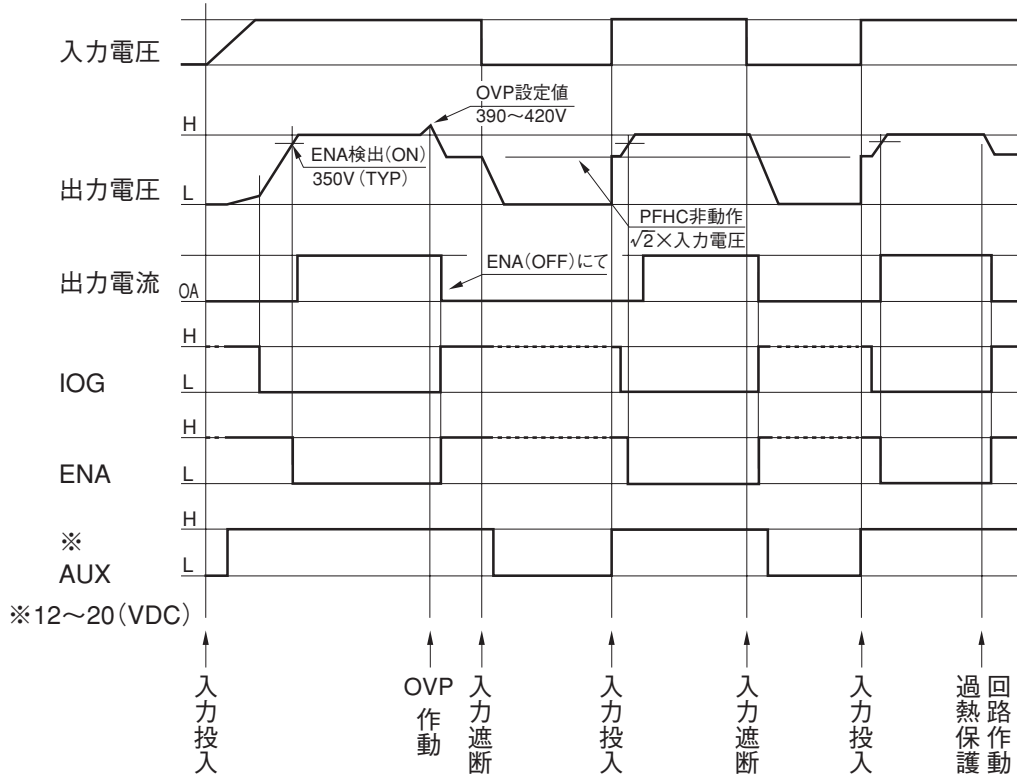 入力電圧
H
OVP設定値
390～420V
ENA検出(ON)
350V(TYP)
出力電圧
L
PFHC非動作
√2×入力電圧
ENA(OFF)にて
出力電流
OA
H
IOG
L
H
ENA
L
H
※
AUX
L
※12～20(VDC)
入力投入
OVP作動
入力遮断
入力投入
入力遮断
入力投入
過熱保護
回路作動